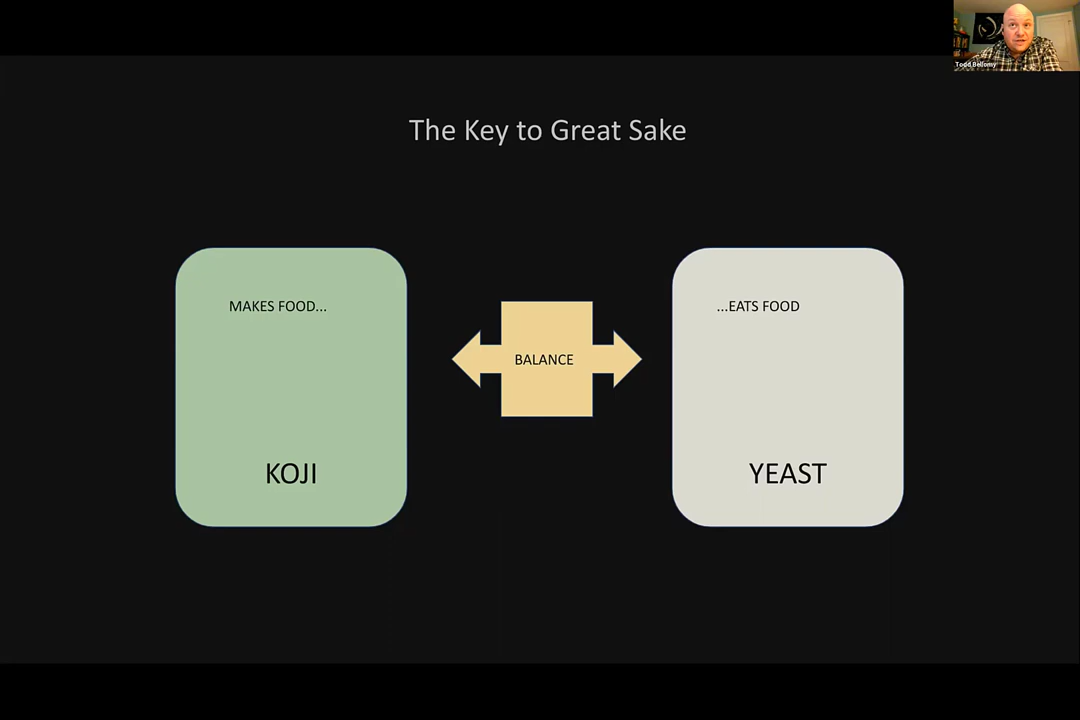 Todd Bellomy
The Key to Great Sake
MAKES FOOD...
...EATS FOOD
BALANCE
KOJI
YEAST